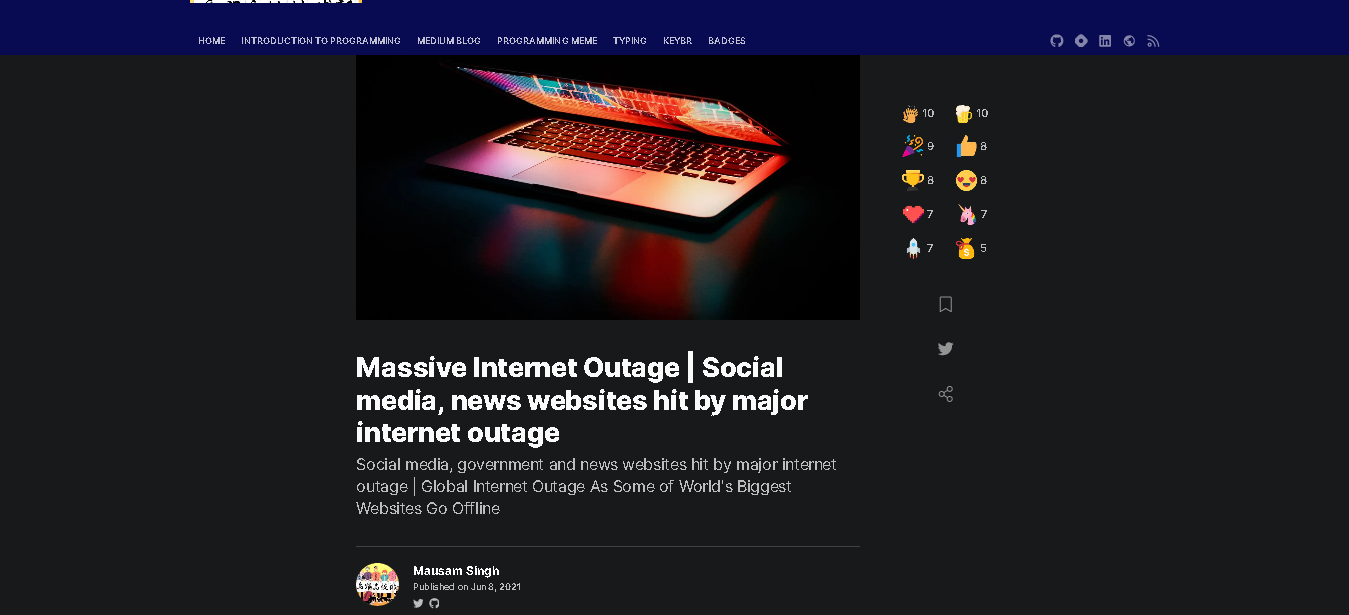 HOME INTRODUCTION TO PROGRAMMING MEDIUM BLOG PROGRAMMING MEME TYPING KEYBR BADGES
10 10
9 8
8 8
7 7
7 5
Massive Internet Outage | Social
media, news websites hit by major
internet outage
Social media, government and news websites hit by major internet
outage | Global Internet Outage As Some of World's Biggest
Websites Go Offline
Mausam Singh
Published on Jun 8, 2021